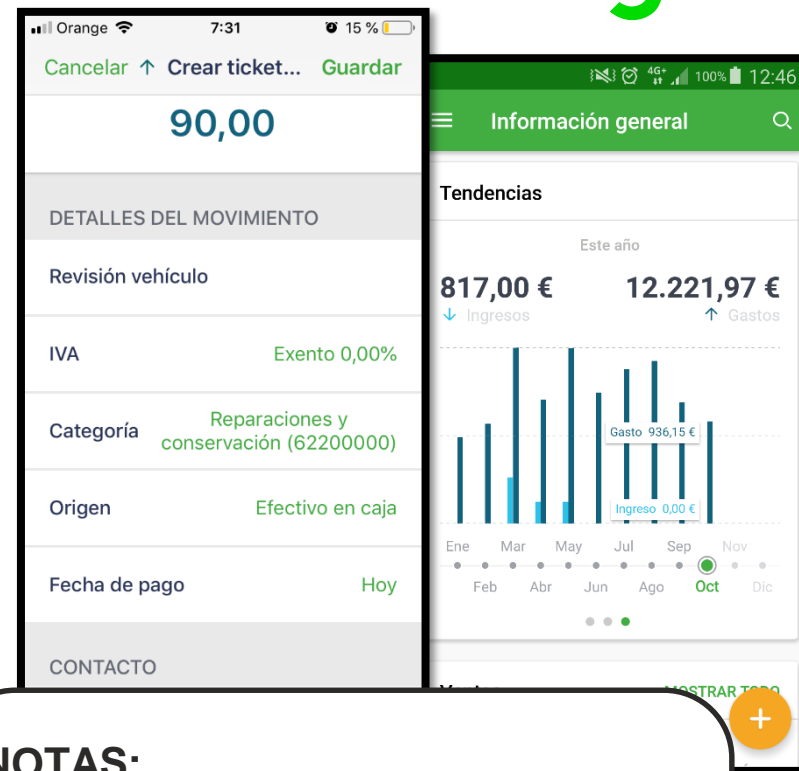 Orange 7:31 15 %
Cancelar ↑ Crear ticket... Guardar
90,00
DETALLES DEL MOVIMIENTO
Revisión vehículo
IVA Exento 0,00%
Categoría Reparaciones y
conservación (62200000)
Origen Efectivo en caja
Fecha de pago Hoy
CONTACTO
4G+ 100% 12:46
Información general
Tendencias
Este año
817,00 € 12.221,97 €
↓ Ingresos ↑ Gastos
Gasto 936,15 €
Ingreso 0,00 €
Ene Mar May Jul Sep Nov
Feb Abr Jun Ago Oct Dic
MOSTRAR TODO
+
NOTAS: